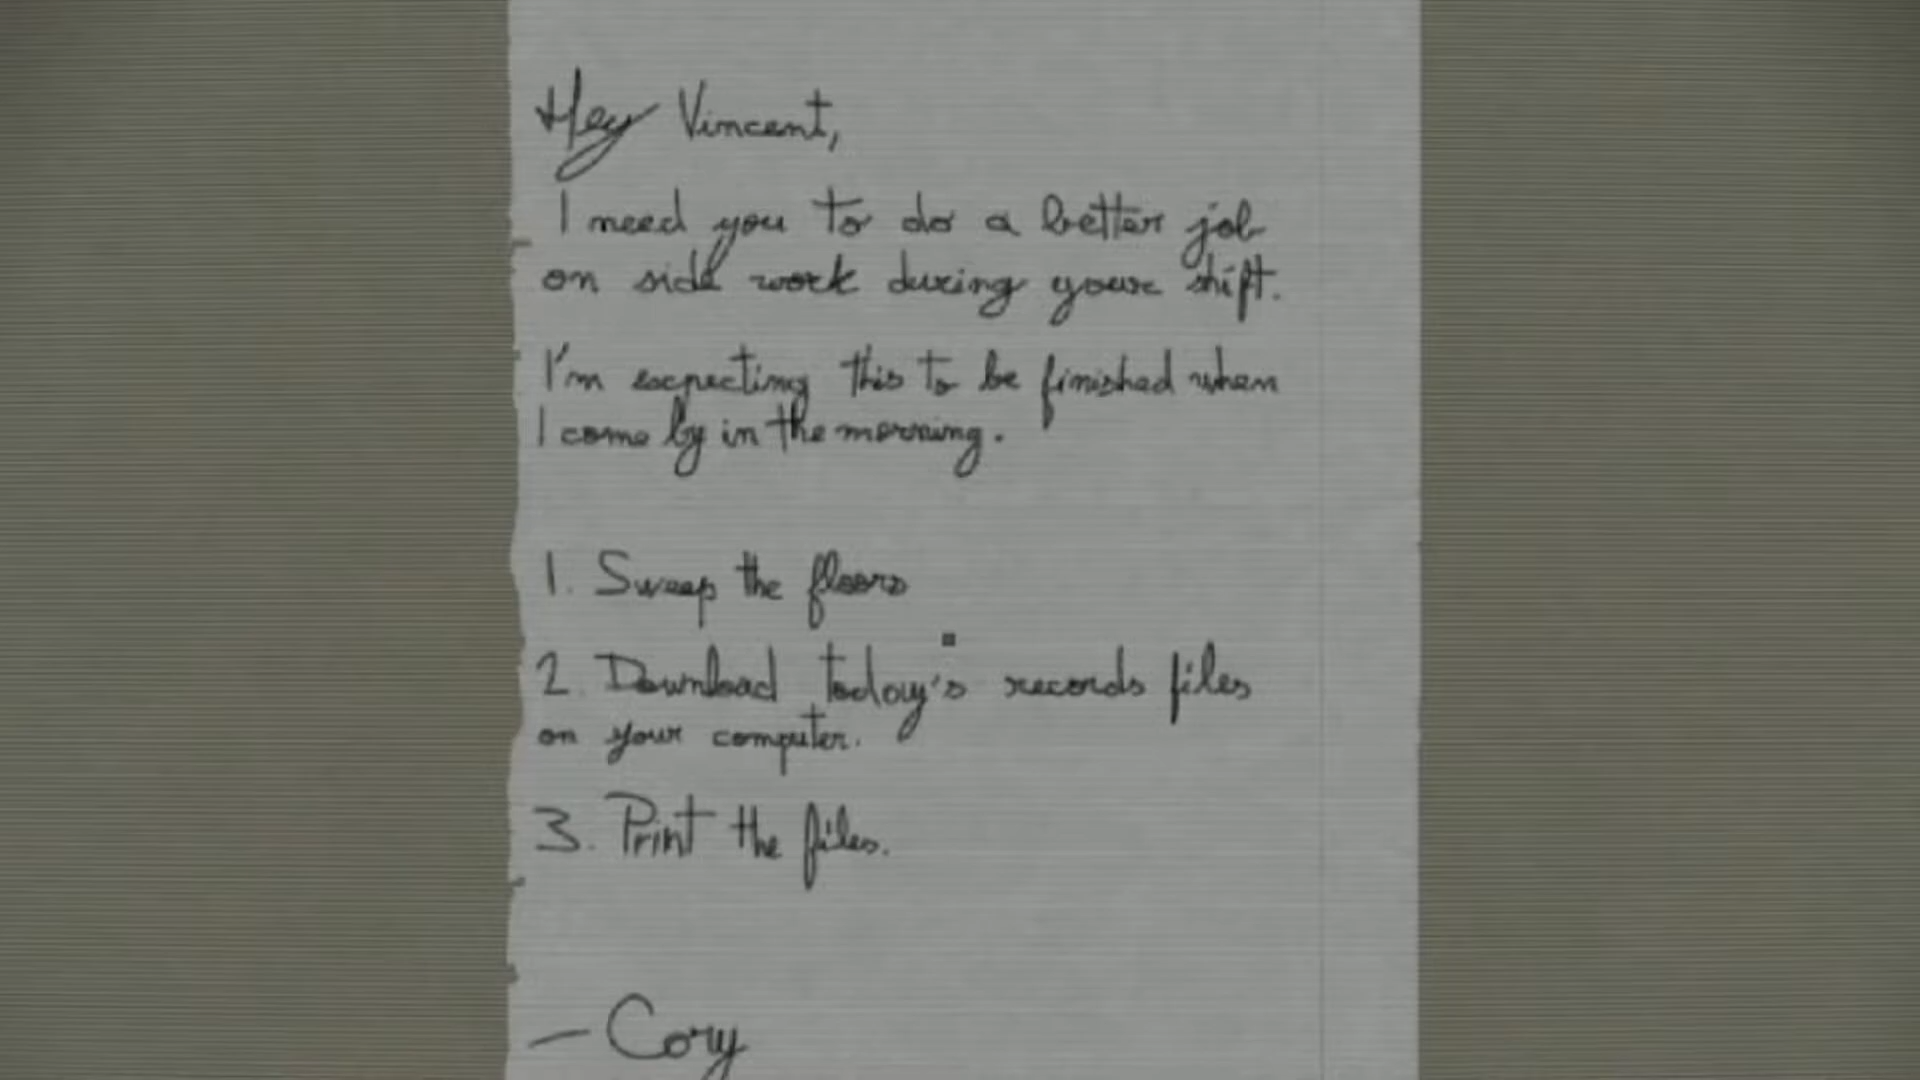 Hey Vincent,
I need you to do a better job
on side work during your shift.
I'm expecting this to be finished when
I come by in the morning.
1. Sweep the floors
2. Download today's records files
on your computer.
3. Print the files.
- Cory